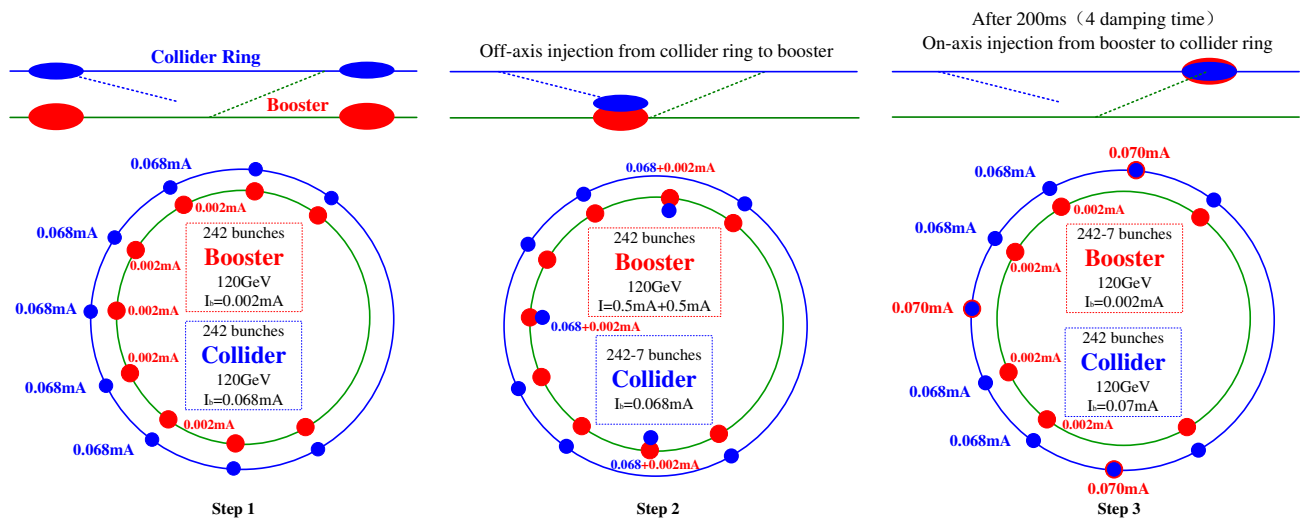 Collider Ring
Booster
0.068mA
0.068mA
0.068mA
0.068mA
0.068mA
0.068mA
0.002mA
0.002mA
0.002mA
0.002mA
0.002mA
242 bunches
Booster
120GeV
Ib=0.002mA
242 bunches
Collider
120GeV
Ib=0.068mA
Step 1
Off-axis injection from collider ring to booster
0.068+0.002mA
242 bunches
Booster
120GeV
I=0.5mA+0.5mA
0.068+0.002mA
242-7 bunches
Collider
Ib=0.068mA
0.068+0.002mA
Step 2
After 200ms（4 damping time）
On-axis injection from booster to collider ring
0.070mA
0.068mA
0.068mA
0.070mA
0.068mA
0.068mA
0.070mA
0.002mA
0.002mA
0.002mA
0.002mA
242-7 bunches
Booster
120GeV
Ib=0.002mA
242 bunches
Collider
120GeV
Ib=0.07mA
Step 3